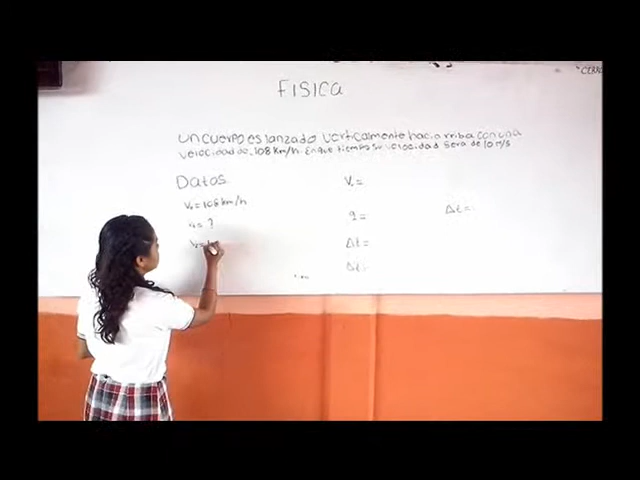 FISICA
Un cuerpo es lanzado verticalmente hacia arriba con una
velocidad de 108 Km/h. En que tiempo su velocidad sera de 10 m/s
Datos
V₀ = 108 km/h
= ?
V =
g =
Δt =
Δt =
Δt =